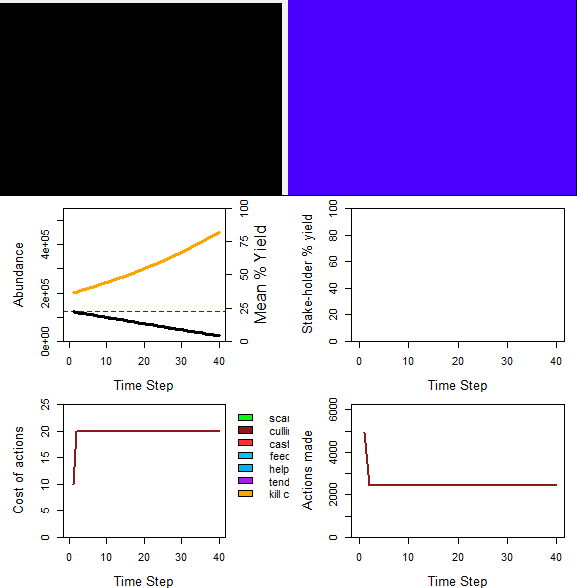 Abundance
0e+00 2e+05 4e+05
0 10 20 30 40
Time Step
0 25 50 75 100
Mean % Yield
Stake-holder % yield
0 20 40 60 80 100
0 10 20 30 40
Time Step
Cost of actions
0 5 10 15 20 25
0 10 20 30 40
Time Step
scar
cullin
cast
feec
help
tend
kill c
Actions made
0 2000 4000 6000
0 10 20 30 40
Time Step